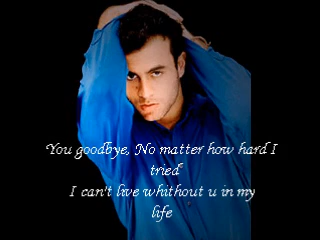 You goodbye, No matter how hard I
tried
I can't live whithout u in my
life